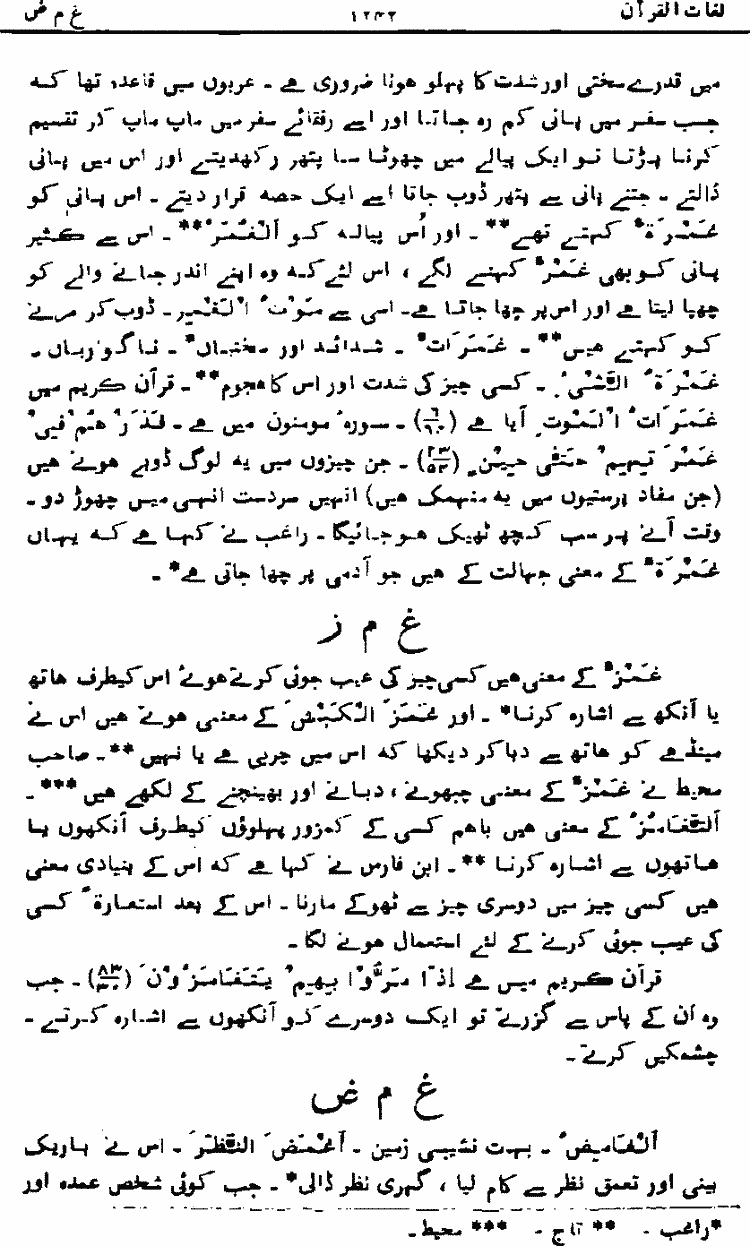 لغات القرآن ۱۲۴۲ غ م ض
میں قدرے سختی اور شدت کا پہلو ہونا ضروری ہے ۔ عربوں میں قاعدہ تھا کہ
جب سفر میں پانی کم رہ جاتا اور اسے رفقائے سفر میں ماپ ماپ کر تقسیم
کرنا پڑتا تو ایک پیالے میں چھوٹا سا پتھر رکھدیتے اور اس میں پانی
ڈالتے ۔ جتنے پانی سے پتھر ڈوب جاتا اسے ایک حصہ قرار دیتے ۔ اس پانی کو
غَمْرَۃٌ کہتے تھے** ۔ اور اُس پیالہ کو اَلْغُمَرُ** ۔ اس سے کثیر
پانی کو بھی غَمْرٌ کہنے لگے ، اس لئے کہ وہ اپنے اندر جانے والے کو
چھپا لیتا ہے اور اس پر چھا جاتا ہے۔ اسی سے مَوْتُ الْغَمِیْرِ ۔ ڈوب کر مرنے
کو کہتے ہیں** ۔ غَمَرَاتٌ ۔ شدائد اور سختیاں* ۔ ناگواریاں ۔
غَمْرَۃُ الشَّیْءِ ۔ کسی چیز کی شدت اور اس کا ہجوم** ۔ قرآن کریم میں
غَمَرَاتُ الْمَوْتِ آیا ہے (۶/۹۰) ۔ سورہ مومنون میں ہے ۔ فَذَرْہُمْ فِیْ
غَمْرَتِہِمْ حَتّٰی حِیْنٍ (۲۳/۵۴) ۔ جن چیزوں میں یہ لوگ ڈوبے ہوئے ہیں
(جن مفاد پرستیوں میں یہ منہمک ہیں) انہیں سردست انہی میں چھوڑ دو ۔
وقت آنے پر سب کچھ ٹھیک ہو جائیگا ۔ راغب نے کہا ہے کہ یہاں
غَمْرَۃٌ کے معنی جہالت کے ہیں جو آدمی پر چھا جاتی ہے* ۔
غ م ز
غَمْزٌ کے معنی ہیں کسی چیز کی عیب جوئی کرتے ہوئے اس کیطرف ہاتھ
یا آنکھ سے اشارہ کرنا* ۔ اور غَمَزَ الْکَبْشَ کے معنی ہوتے ہیں اس نے
مینڈھے کو ہاتھ سے دبا کر دیکھا کہ اس میں چربی ہے یا نہیں** ۔ صاحب
محیط نے غَمْزٌ کے معنی چبھونے ، دبانے اور بھینچنے کے لکھے ہیں*** ۔
اَلتَّغَامُزُ کے معنی ہیں باہم کسی کے کمزور پہلوؤں کیطرف آنکھوں یا
ہاتھوں سے اشارہ کرنا** ۔ ابن فارس نے کہا ہے کہ اس کے بنیادی معنی
ہیں کسی چیز میں دوسری چیز سے ٹھوکے مارنا ۔ اس کے بعد استعارۃً کسی
کی عیب جوئی کرنے کے لئے استعمال ہونے لگا ۔
قرآن کریم میں ہے اِذَا مَرُّوْا بِہِمْ یَتَغَامَزُوْنَ (۸۳/۳۰) ۔ جب
وہ ان کے پاس سے گزرتے تو ایک دوسرے کو آنکھوں سے اشارہ کرتے ۔
چشمکیں کرتے ۔
غ م ض
اَلْغَامِضُ ۔ بہت نشیبی زمین ۔ اَغْمَضَ النَّظَرَ ۔ اس نے باریک
بینی اور تعمق نظر سے کام لیا ، گہری نظر ڈالی* ۔ جب کوئی شخص عمدہ اور
*راغب ۔ ** تاج ۔ *** محیط ۔